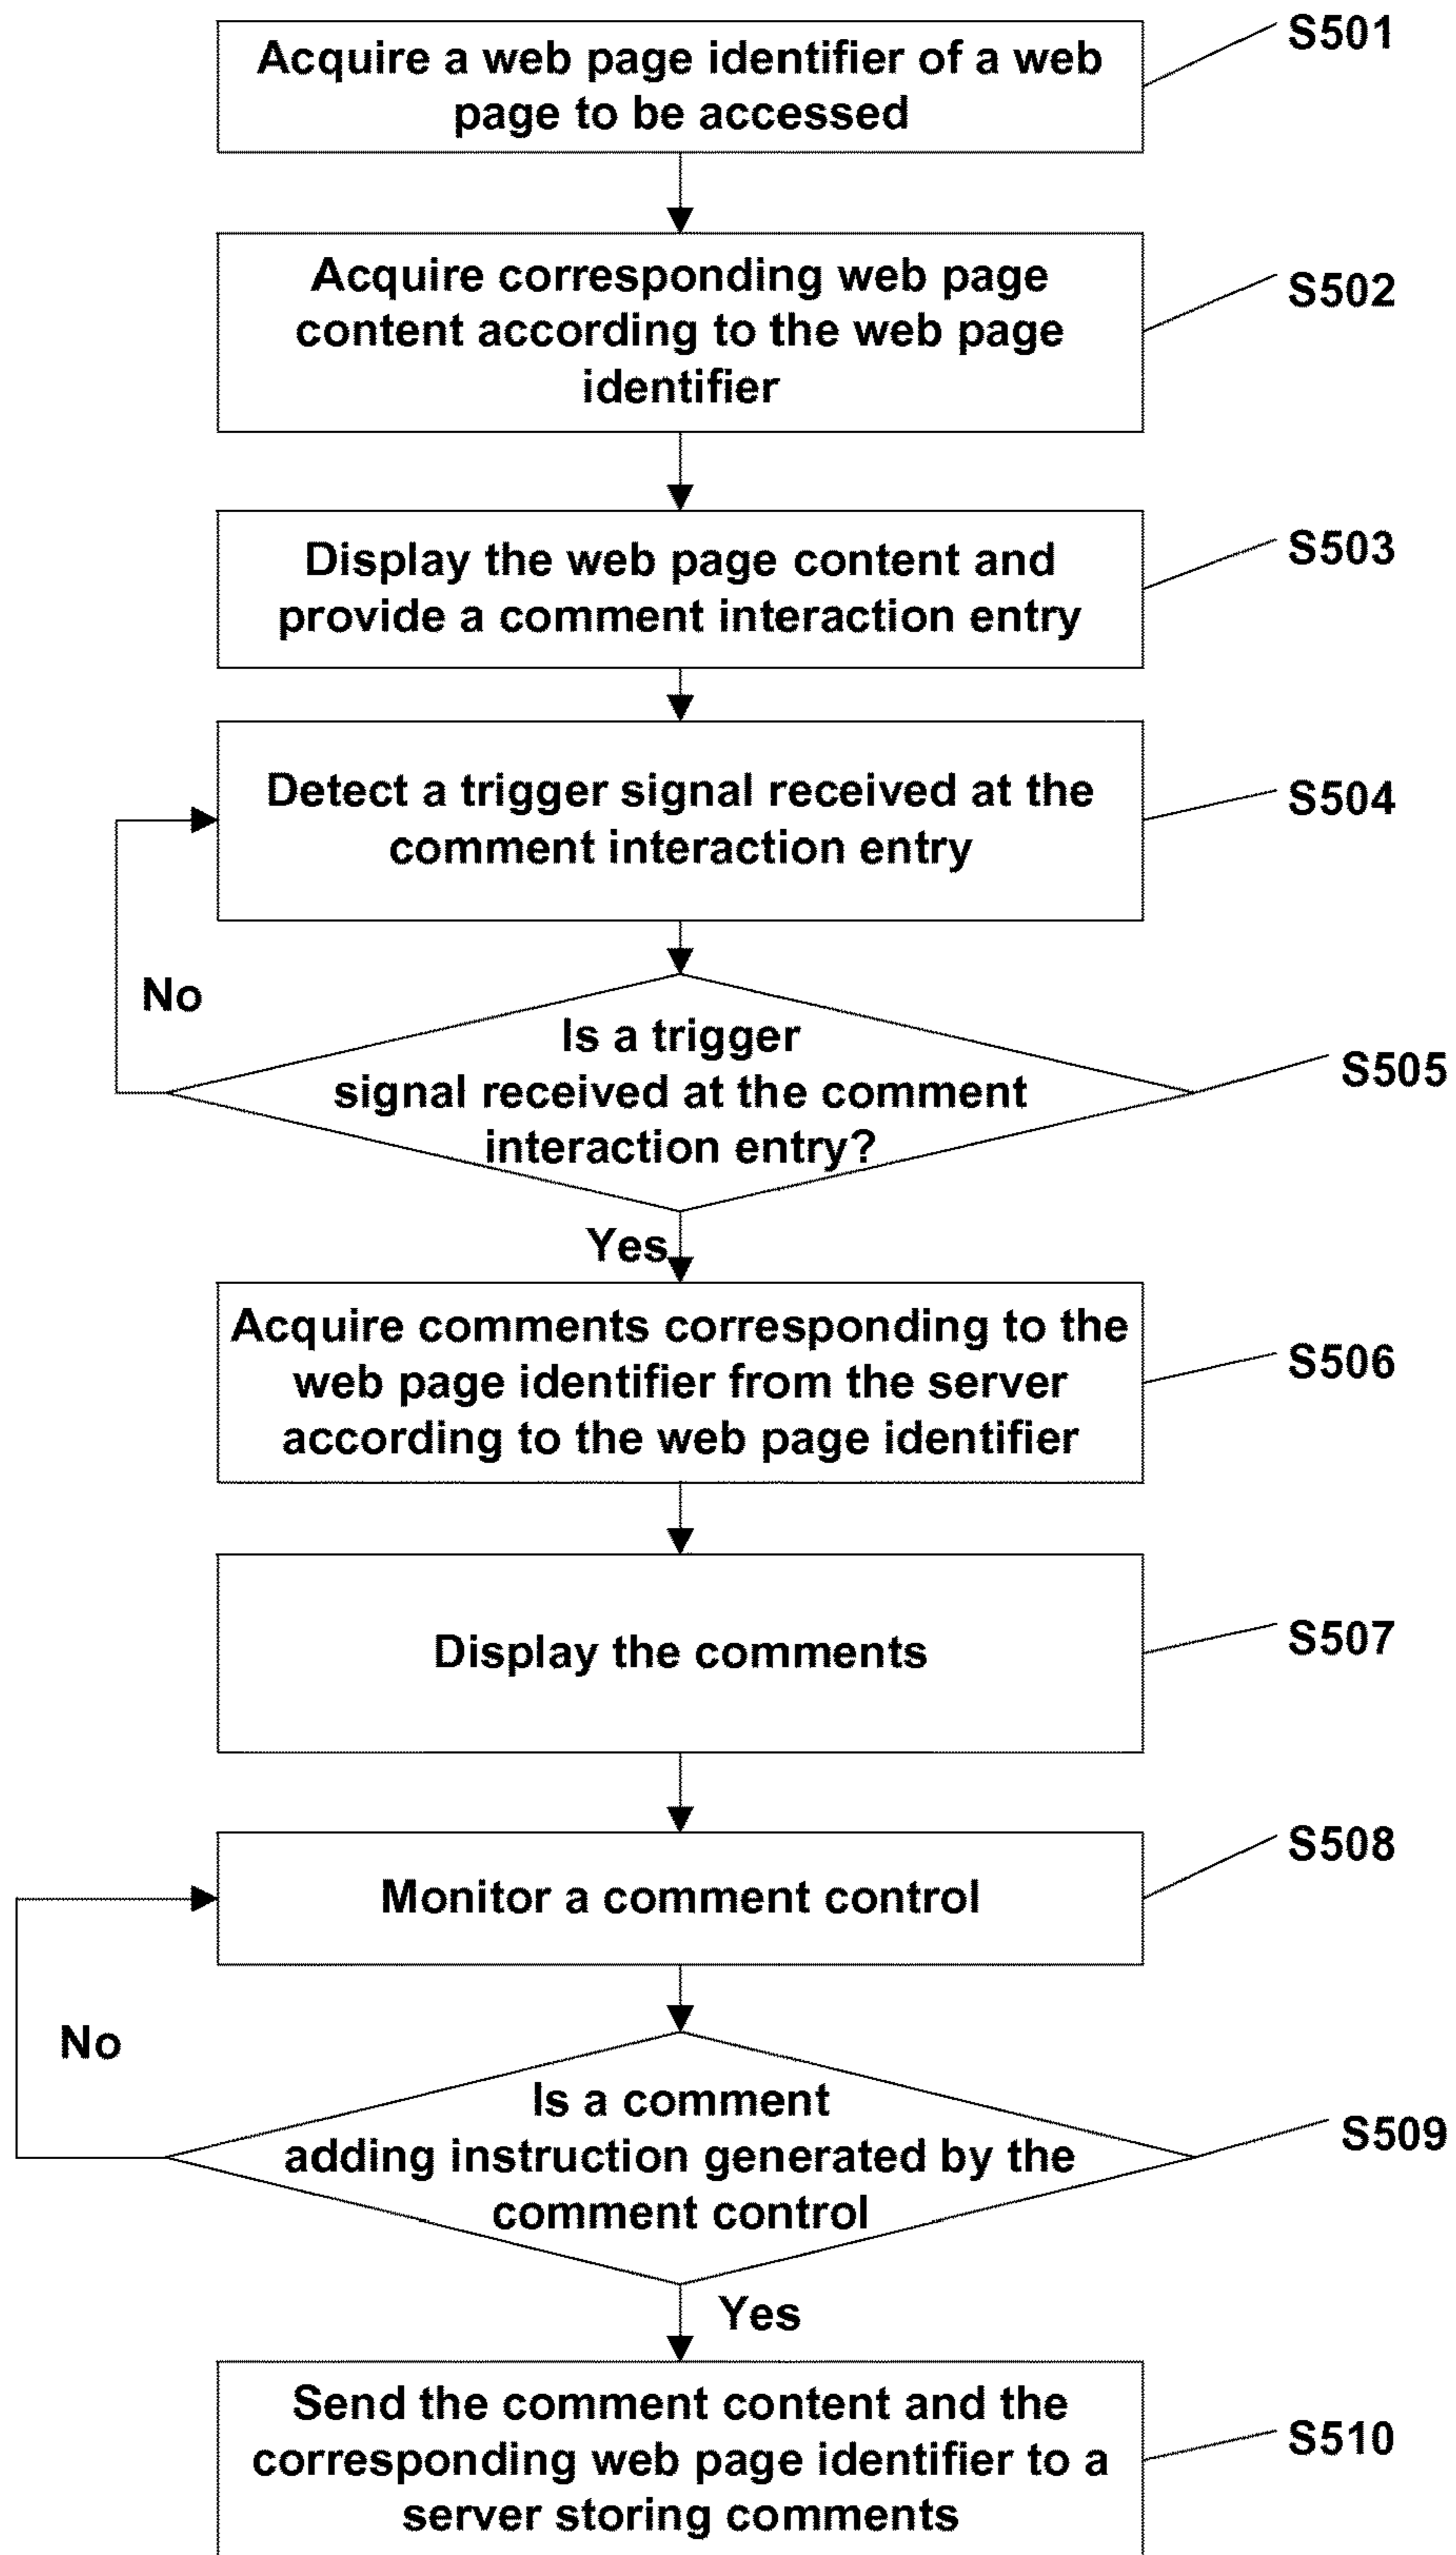 Acquire a web page identifier of a web
page to be accessed
S501
Acquire corresponding web page
content according to the web page
identifier
S502
Display the web page content and
provide a comment interaction entry
S503
Detect a trigger signal received at the
comment interaction entry
S504
No
Is a trigger
signal received at the comment
interaction entry?
S505
Yes
Acquire comments corresponding to the
web page identifier from the server
according to the web page identifier
S506
Display the comments
S507
Monitor a comment control
S508
No
Is a comment
adding instruction generated by the
comment control
S509
Yes
Send the comment content and the
corresponding web page identifier to a
server storing comments
S510